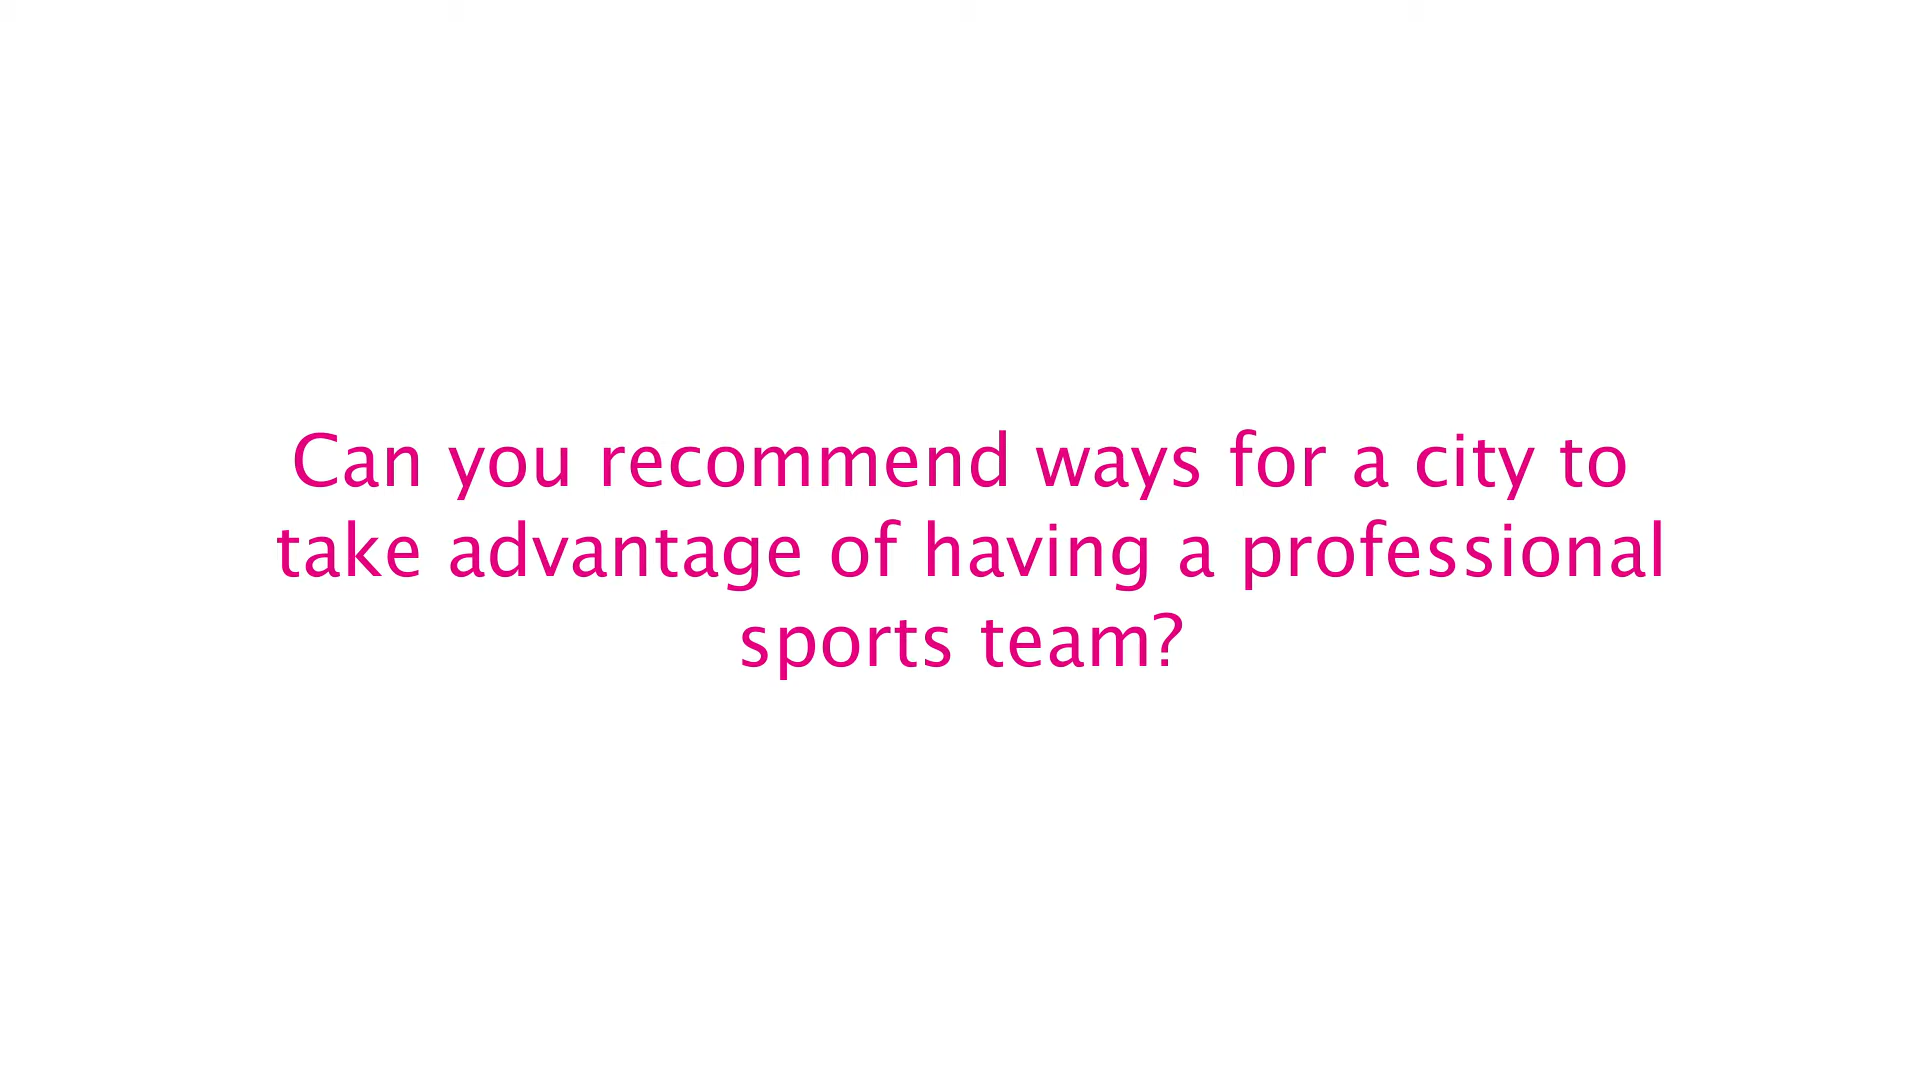 Can you recommend ways for a city to
take advantage of having a professional
sports team?